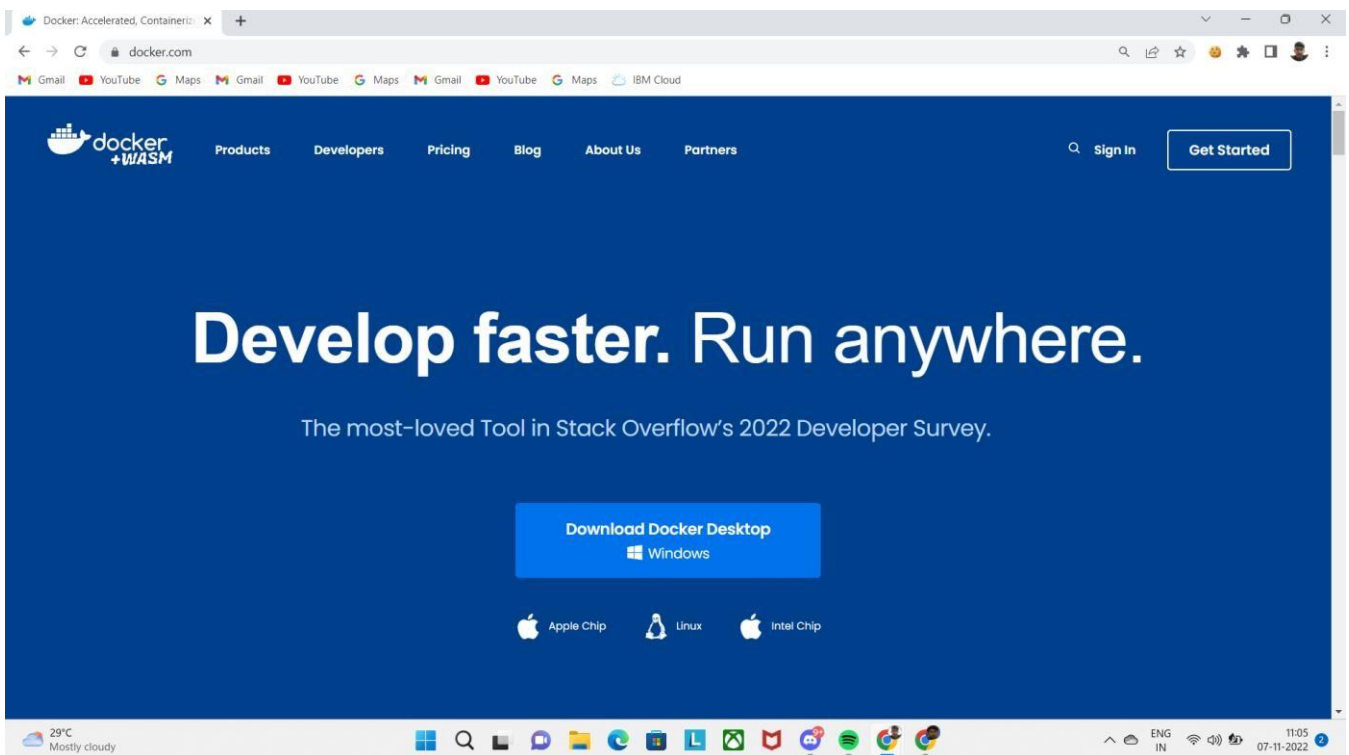 Docker: Accelerated, Containeriz
docker.com
Gmail YouTube Maps Gmail YouTube Maps Gmail YouTube Maps IBM Cloud
docker
+WASM
Products Developers Pricing Blog About Us Partners Sign In Get Started
Develop faster. Run anywhere.
The most-loved Tool in Stack Overflow's 2022 Developer Survey.
Download Docker Desktop
Windows
Apple Chip Linux Intel Chip
29°C
Mostly cloudy
ENG
IN
11:05
07-11-2022
2